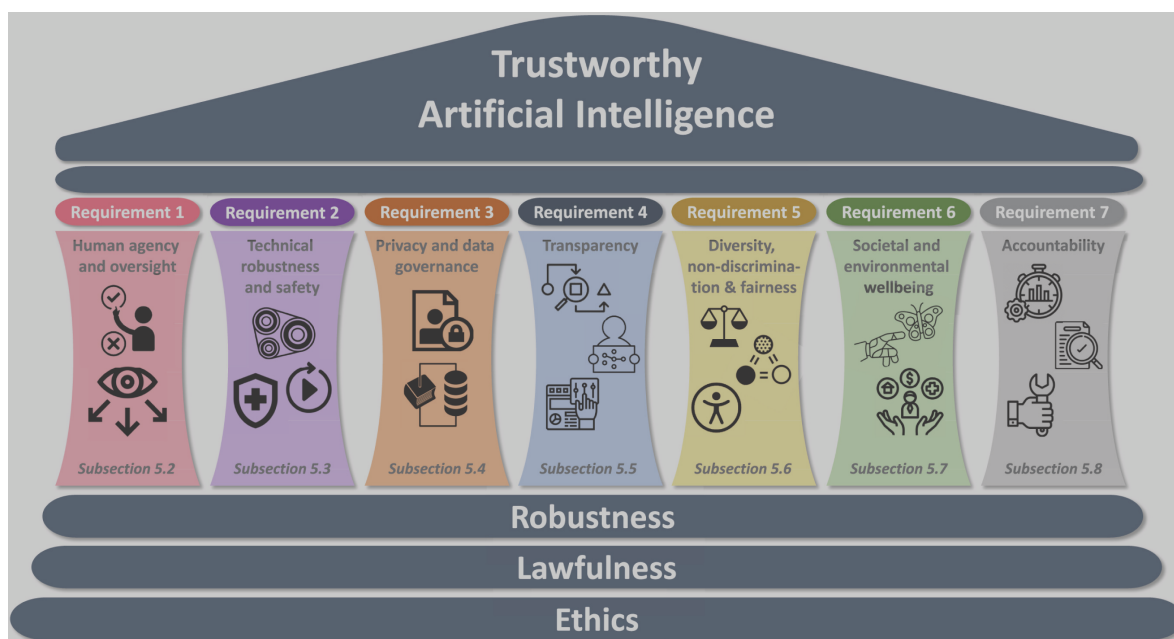 Trustworthy
Artificial Intelligence
Requirement 1
Requirement 2
Requirement 3
Requirement 4
Requirement 5
Requirement 6
Requirement 7
Human agency
and oversight
Technical
robustness
and safety
Privacy and data
governance
Transparency
Diversity,
non-discrimina-
tion & fairness
Societal and
environmental
wellbeing
Accountability
Subsection 5.2
Subsection 5.3
Subsection 5.4
Subsection 5.5
Subsection 5.6
Subsection 5.7
Subsection 5.8
Robustness
Lawfulness
Ethics